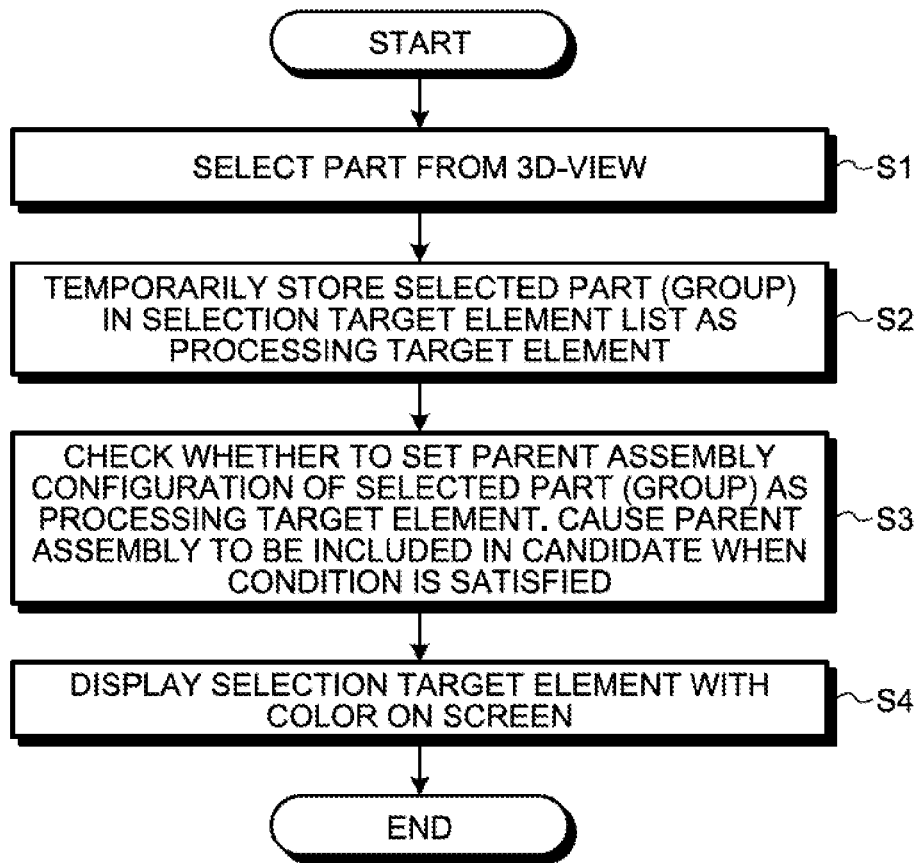 START
SELECT PART FROM 3D-VIEW
S1
TEMPORARILY STORE SELECTED PART (GROUP)
IN SELECTION TARGET ELEMENT LIST AS
PROCESSING TARGET ELEMENT
S2
CHECK WHETHER TO SET PARENT ASSEMBLY
CONFIGURATION OF SELECTED PART (GROUP) AS
PROCESSING TARGET ELEMENT. CAUSE PARENT
ASSEMBLY TO BE INCLUDED IN CANDIDATE WHEN
CONDITION IS SATISFIED
S3
DISPLAY SELECTION TARGET ELEMENT WITH
COLOR ON SCREEN
S4
END